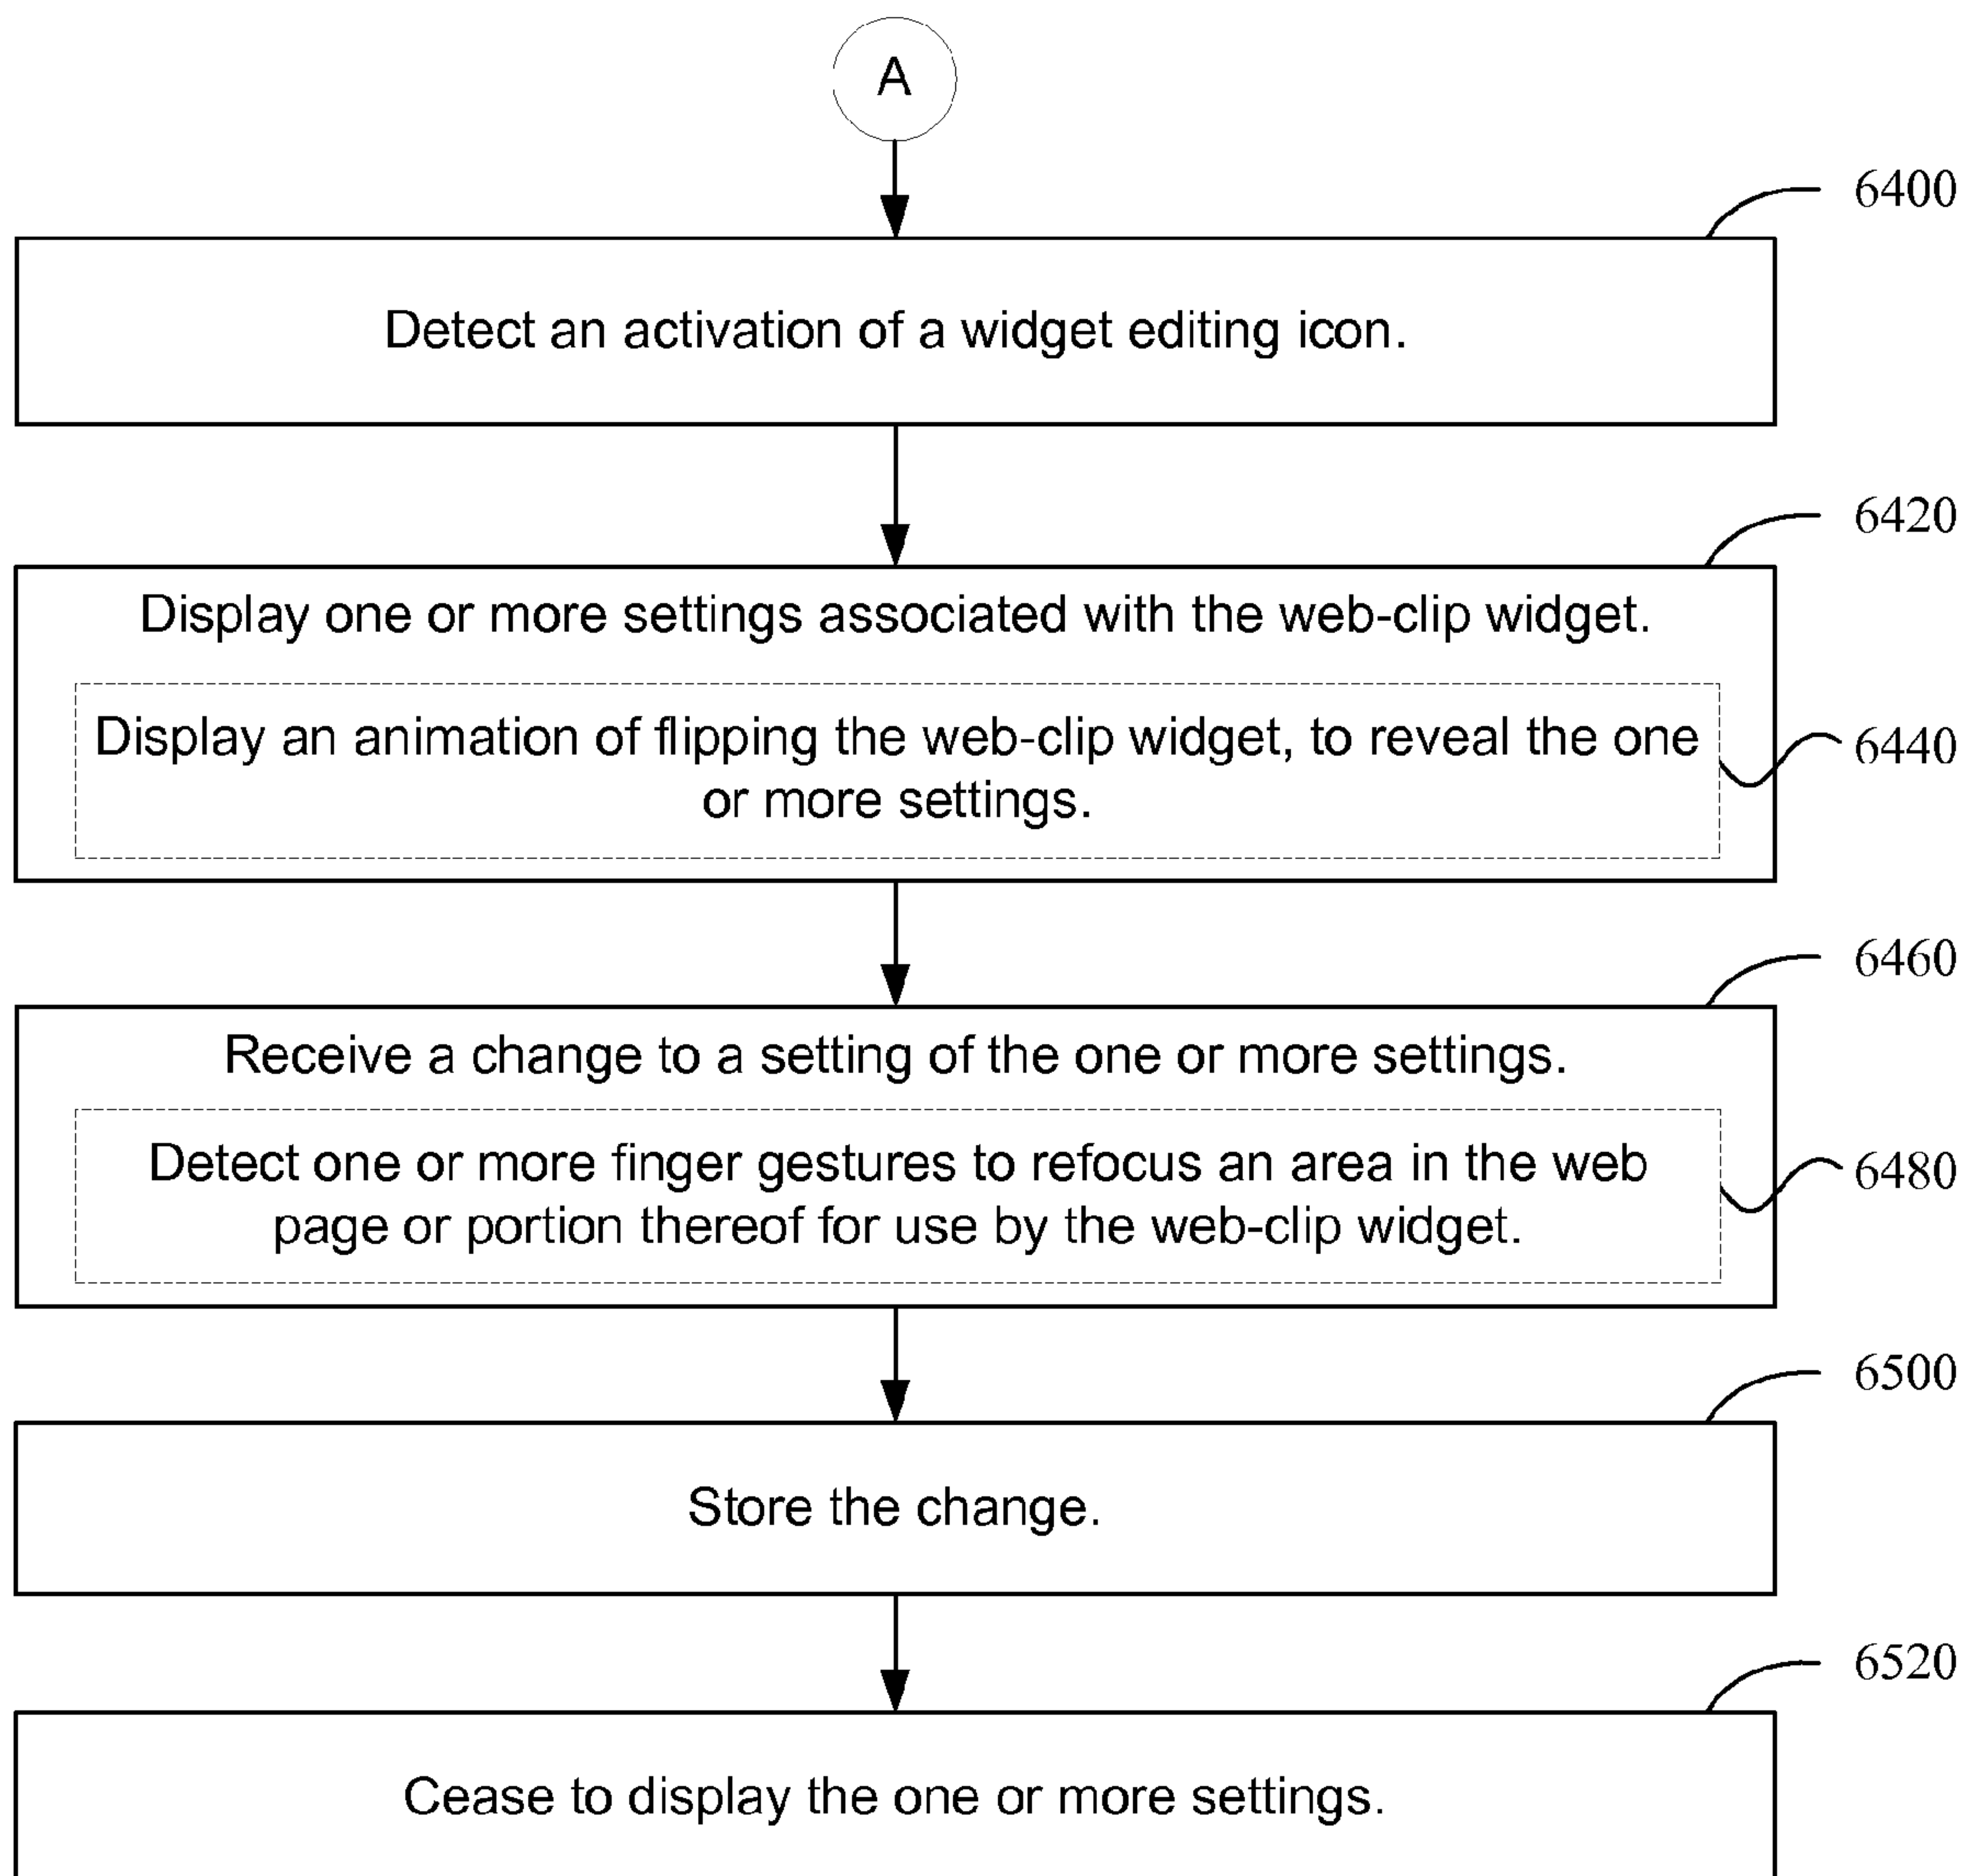 A
6400
Detect an activation of a widget editing icon.
6420
Display one or more settings associated with the web-clip widget.
Display an animation of flipping the web-clip widget, to reveal the one
or more settings.
6440
6460
Receive a change to a setting of the one or more settings.
Detect one or more finger gestures to refocus an area in the web
page or portion thereof for use by the web-clip widget.
6480
6500
Store the change.
6520
Cease to display the one or more settings.